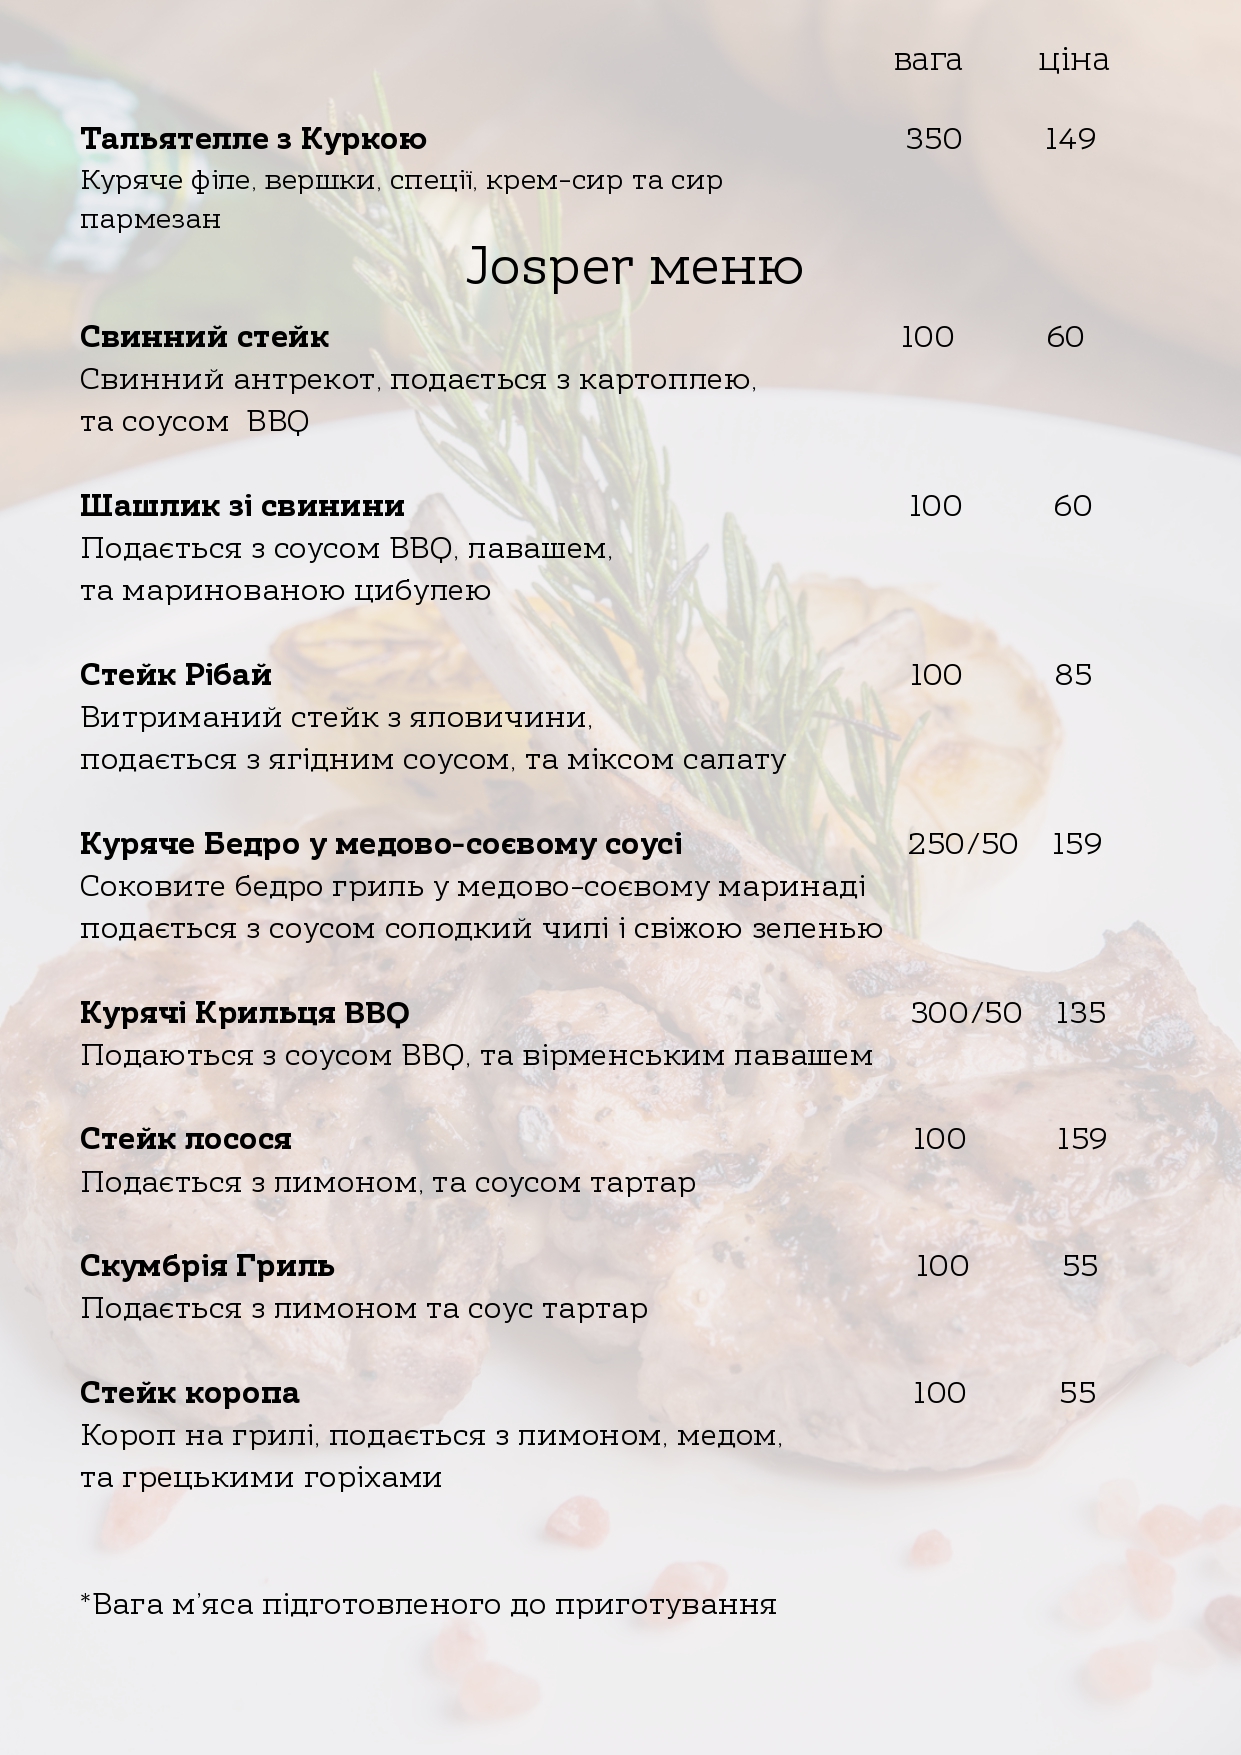 вага ціна
Тальятелле з Куркою 350 149
Куряче філе, вершки, спеції, крем-сир та сир
пармезан
Josper меню
Свинний стейк 100 60
Свинний антрекот, подається з картоплею,
та соусом BBQ
Шашлик зі свинини 100 60
Подається з соусом BBQ, лавашем,
та маринованою цибулею
Стейк Рібай 100 85
Витриманий стейк з яловичини,
подається з ягідним соусом, та міксом салату
Куряче Бедро у медово-соєвому соусі 250/50 159
Соковите бедро гриль у медово-соєвому маринаді
подається з соусом солодкий чилі і свіжою зеленью
Курячі Крильця BBQ 300/50 135
Подаються з соусом BBQ, та вірменським лавашем
Стейк лосося 100 159
Подається з лимоном, та соусом тартар
Скумбрія Гриль 100 55
Подається з лимоном та соус тартар
Стейк коропа 100 55
Короп на грилі, подається з лимоном, медом,
та грецькими горіхами
*Вага м’яса підготовленого до приготування